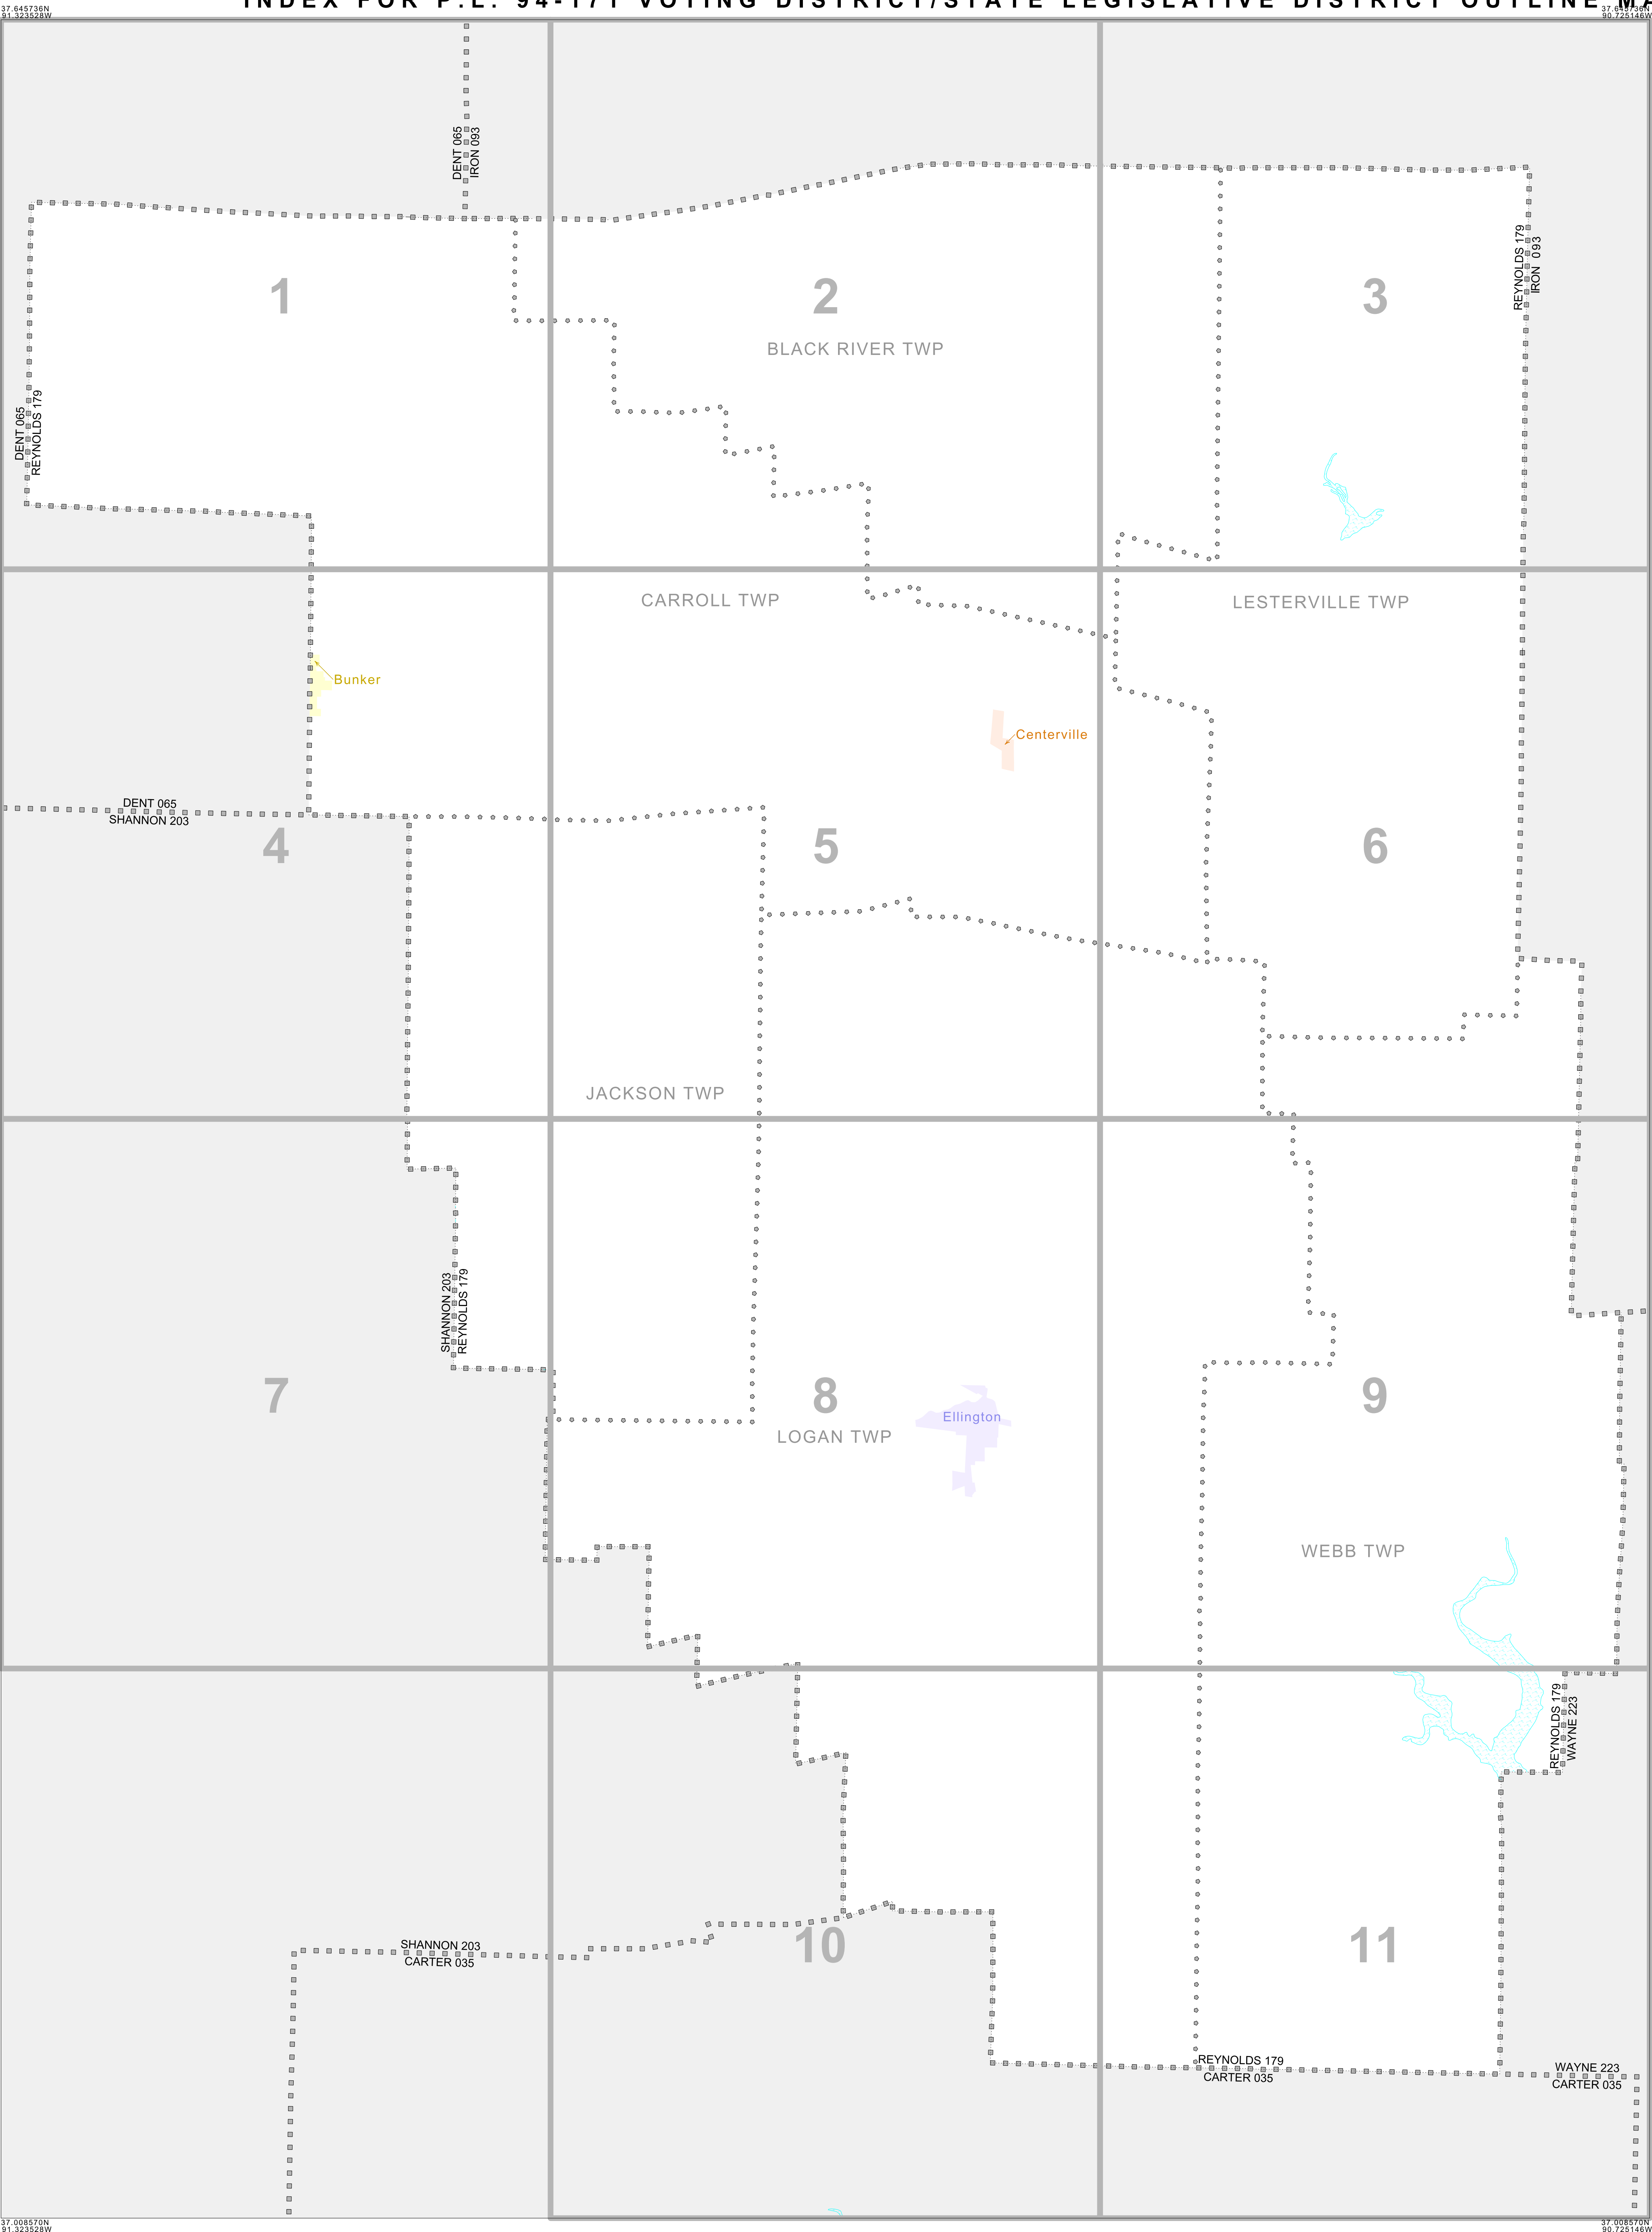 INDEX FOR P.L. 94-171 VOTING DISTRICT/STATE LEGISLATIVE DISTRICT OUTLINE MA
37.645736N
91.323528W
37.645736N
90.725146W
DENT 065
IRON 093
REYNOLDS 179
IRON 093
1
2
3
BLACK RIVER TWP
DENT 065
REYNOLDS 179
CARROLL TWP
LESTERVILLE TWP
Bunker
Centerville
DENT 065
SHANNON 203
4
5
6
JACKSON TWP
SHANNON 203
REYNOLDS 179
7
8
9
Ellington
LOGAN TWP
WEBB TWP
REYNOLDS 179
WAYNE 223
SHANNON 203
CARTER 035
10
11
REYNOLDS 179
CARTER 035
WAYNE 223
CARTER 035
37.008570N
91.323528W
37.008570N
90.725146W